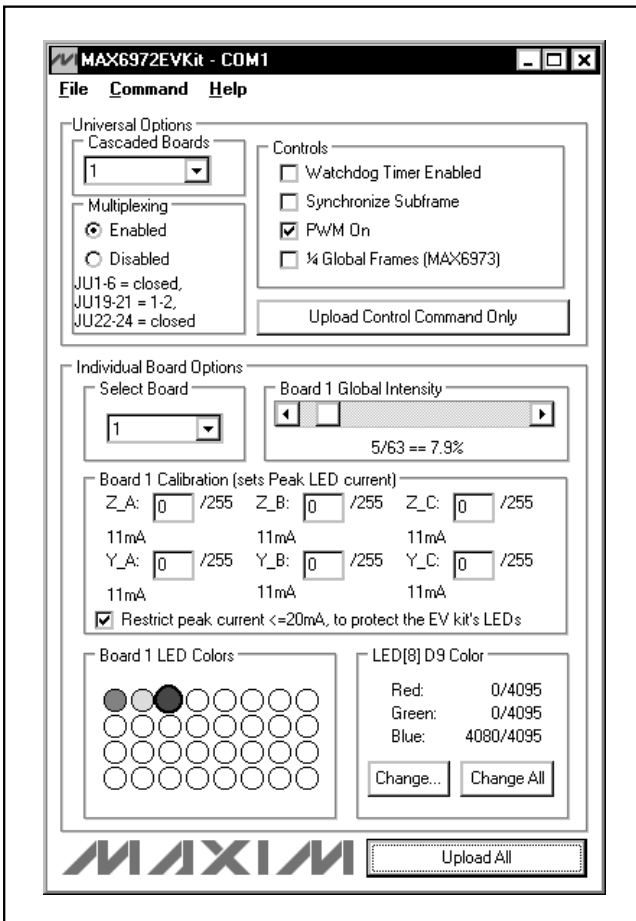 MAX6972EVKit - COM1
File Command Help
Universal Options
Cascaded Boards
1
Multiplexing
Enabled
Disabled
JU1-6 = closed,
JU19-21 = 1-2,
JU22-24 = closed
Controls
Watchdog Timer Enabled
Synchronize Subframe
PWM On
¼ Global Frames (MAX6973)
Upload Control Command Only
Individual Board Options
Select Board
1
Board 1 Global Intensity
5/63 == 7.9%
Board 1 Calibration (sets Peak LED current)
Z_A: 0 /255 Z_B: 0 /255 Z_C: 0 /255
11mA 11mA 11mA
Y_A: 0 /255 Y_B: 0 /255 Y_C: 0 /255
11mA 11mA 11mA
Restrict peak current <=20mA, to protect the EV kit's LEDs
Board 1 LED Colors
LED[8] D9 Color
Red: 0/4095
Green: 0/4095
Blue: 4080/4095
Change... Change All
MAXIM
Upload All